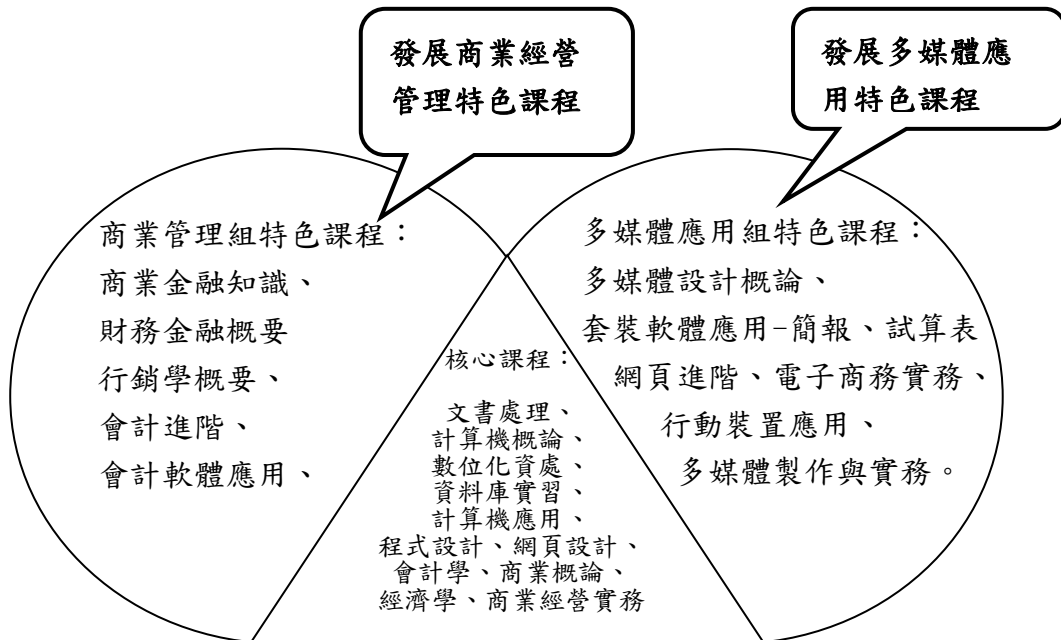 發展商業經營
管理特色課程
發展多媒體應
用特色課程
商業管理組特色課程：
商業金融知識、
財務金融概要
行銷學概要、
會計進階、
會計軟體應用、
核心課程：
文書處理、
計算機概論、
數位化資處、
資料庫實習、
計算機應用、
程式設計、網頁設計、
會計學、商業概論、
經濟學、商業經營實務
多媒體應用組特色課程：
多媒體設計概論、
套裝軟體應用-簡報、試算表
網頁進階、電子商務實務、
行動裝置應用、
多媒體製作與實務。